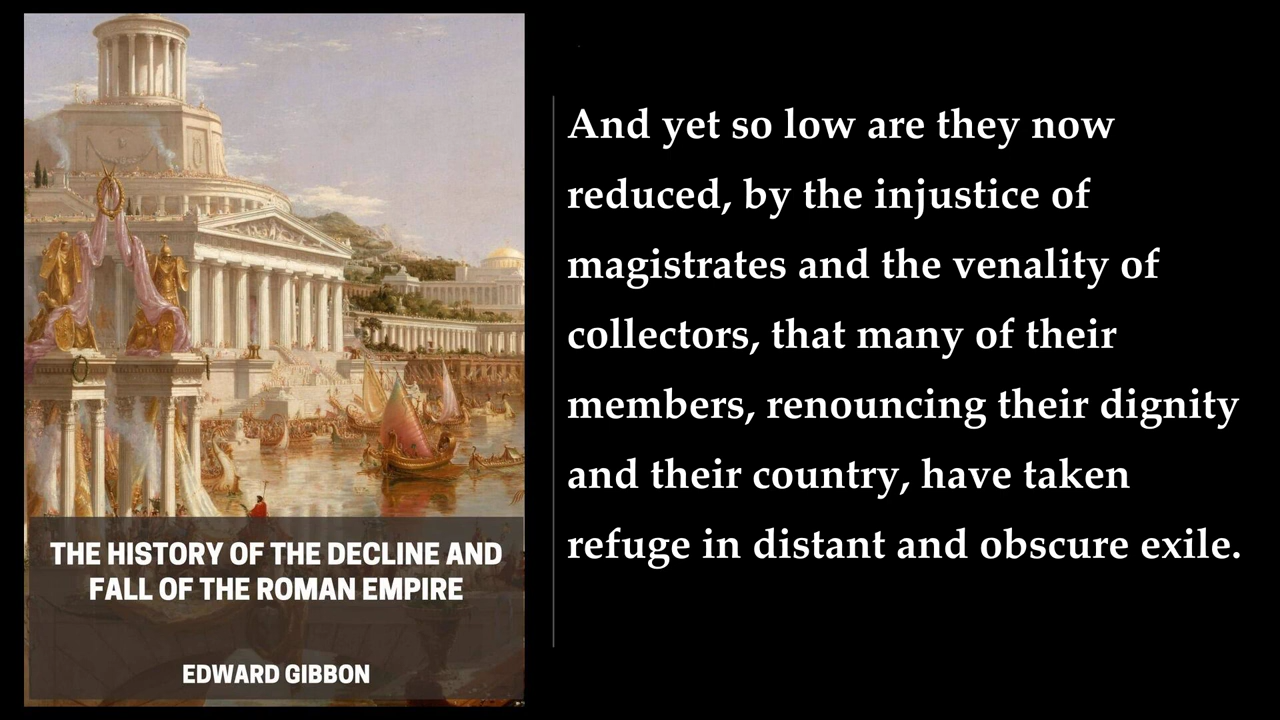 THE HISTORY OF THE DECLINE AND
FALL OF THE ROMAN EMPIRE
EDWARD GIBBON
And yet so low are they now
reduced, by the injustice of
magistrates and the venality of
collectors, that many of their
members, renouncing their dignity
and their country, have taken
refuge in distant and obscure exile.